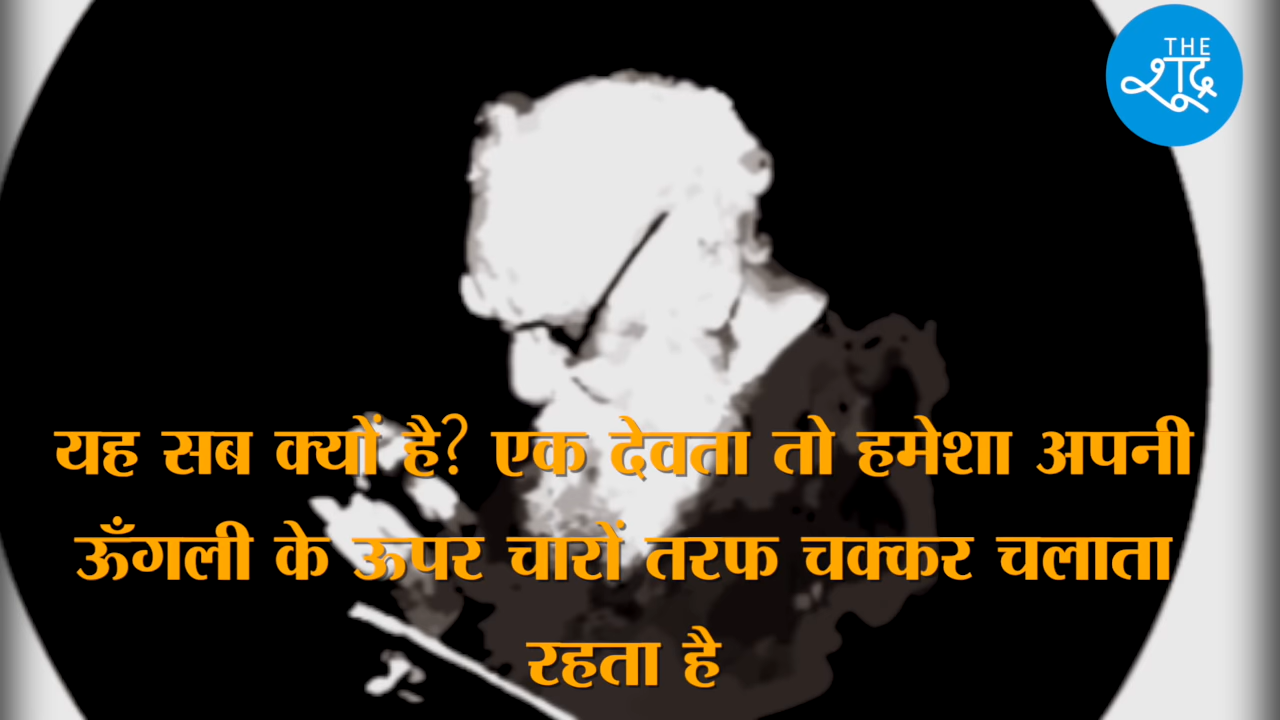 THE
शूद्र
यह सब क्यों है? एक देवता तो हमेशा अपनी
ऊँगली के ऊपर चारों तरफ चक्कर चलाता
रहता है